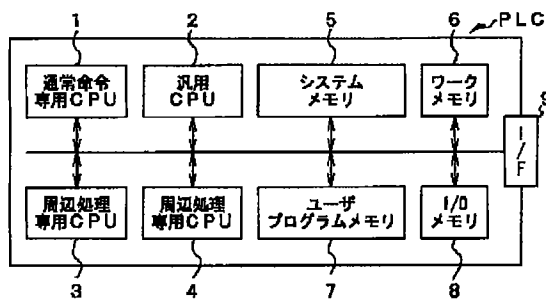 1 2 5 6 PLC
通常命令
専用CPU
汎用
CPU
システム
メモリ
ワーク
メモリ
9
I/F
周辺処理
専用CPU
周辺処理
専用CPU
ユーザ
プログラムメモリ
I/O
メモリ
3 4 7 8